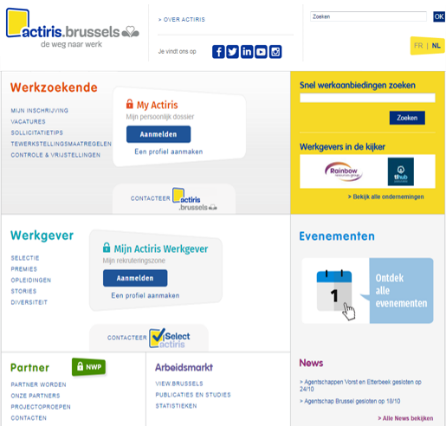 actiris.brussels
de weg naar werk
> OVER ACTIRIS
Je vindt ons op
Zoeken
OK
FR | NL
Werkzoekende
MIJN INSCHRIJVING
VACATURES
SOLLICITATIETIPS
TEWERKSTELLINGSMAATREGELEN
CONTROLE & VRIJSTELLINGEN
My Actiris
Mijn persoonlijk dossier
Aanmelden
Een profiel aanmaken
CONTACTEER actiris
.brussels
Snel werkaanbiedingen zoeken
Zoeken
Werkgevers in de kijker
Rainbow
> Bekijk alle ondernemingen
Werkgever
SELECTIE
PREMIES
OPLEIDINGEN
STORIES
DIVERSITEIT
Mijn Actiris Werkgever
Mijn rekruteringszone
Aanmelden
Een profiel aanmaken
CONTACTEER Select
actiris
Evenementen
1
Ontdek
alle
evenementen
Partner
NWP
PARTNER WORDEN
ONZE PARTNERS
PROJECTOPROEPEN
CONTACTEN
Arbeidsmarkt
VIEW.BRUSSELS
PUBLICATIES EN STUDIES
STATISTIEKEN
News
> Agentschappen Vorst en Etterbeek gesloten op
24/10
> Agentschap Brussel gesloten op 18/10
> Alle News bekijken